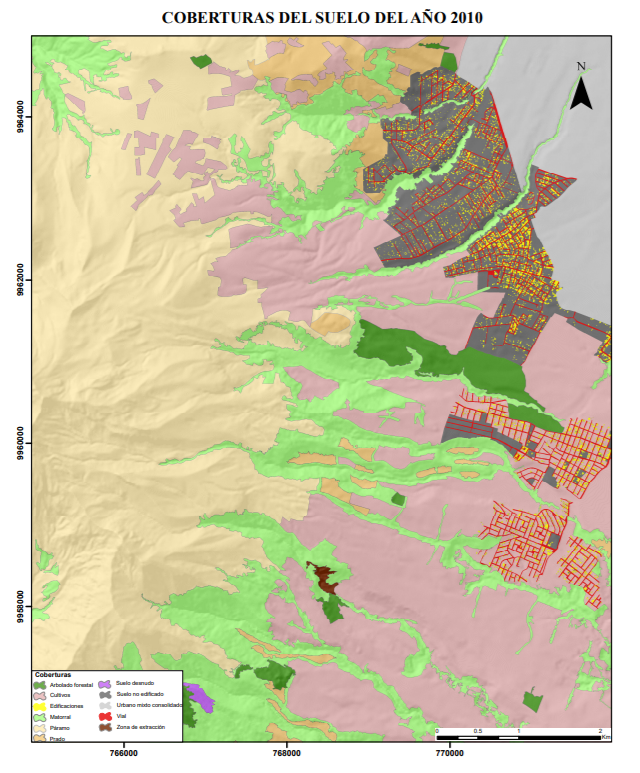 COBERTURAS DEL SUELO DEL AÑO 2010
N
9964000
9962000
9960000
9958000
Coberturas
Arbolado forestal
Cultivos
Edificaciones
Matorral
Páramo
Prado
Suelo desnudo
Suelo no edificado
Urbano mixto consolidado
Vial
Zona de extracción
0 0.5 1 2
Km
766000 768000 770000